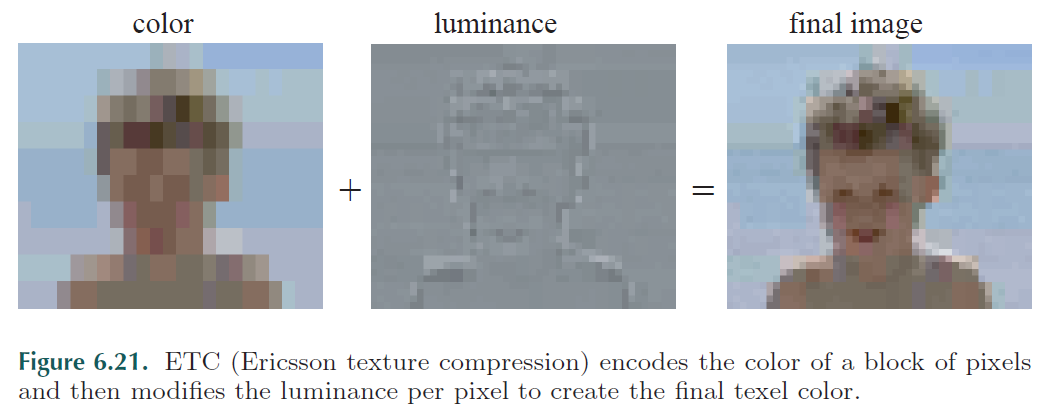 color luminance final image
+ =
Figure 6.21. ETC (Ericsson texture compression) encodes the color of a block of pixels
and then modifies the luminance per pixel to create the final texel color.